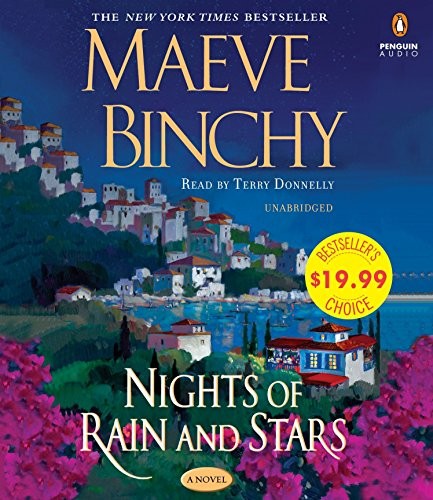 THE NEW YORK TIMES BESTSELLER
PENGUIN
AUDIO
MAEVE
BINCHY
READ BY TERRY DONNELLY
UNABRIDGED
BESTSELLER'S
$19.99
CHOICE
NIGHTS OF
RAIN AND STARS
A NOVEL